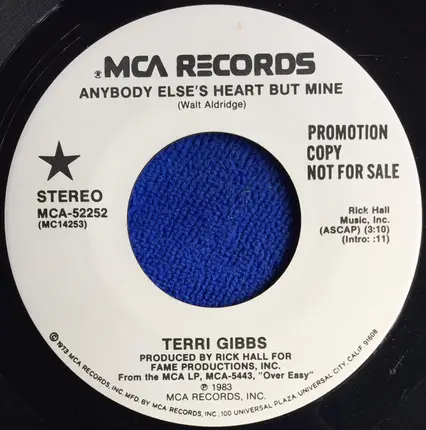 MCA RECORDS
ANYBODY ELSE'S HEART BUT MINE
(Walt Aldridge)
PROMOTION
COPY
NOT FOR SALE
STEREO
MCA-52252
(MC14253)
Rick Hall
Music, Inc.
(ASCAP) (3:10)
(Intro: :11)
TERRI GIBBS
PRODUCED BY RICK HALL FOR
FAME PRODUCTIONS, INC.
From the MCA LP, MCA-5443, "Over Easy"
℗ 1983
MCA RECORDS, INC.
© 1973 MCA RECORDS, INC. MFD. BY MCA RECORDS, INC., 100 UNIVERSAL PLAZA, UNIVERSAL CITY, CALIF. 91608